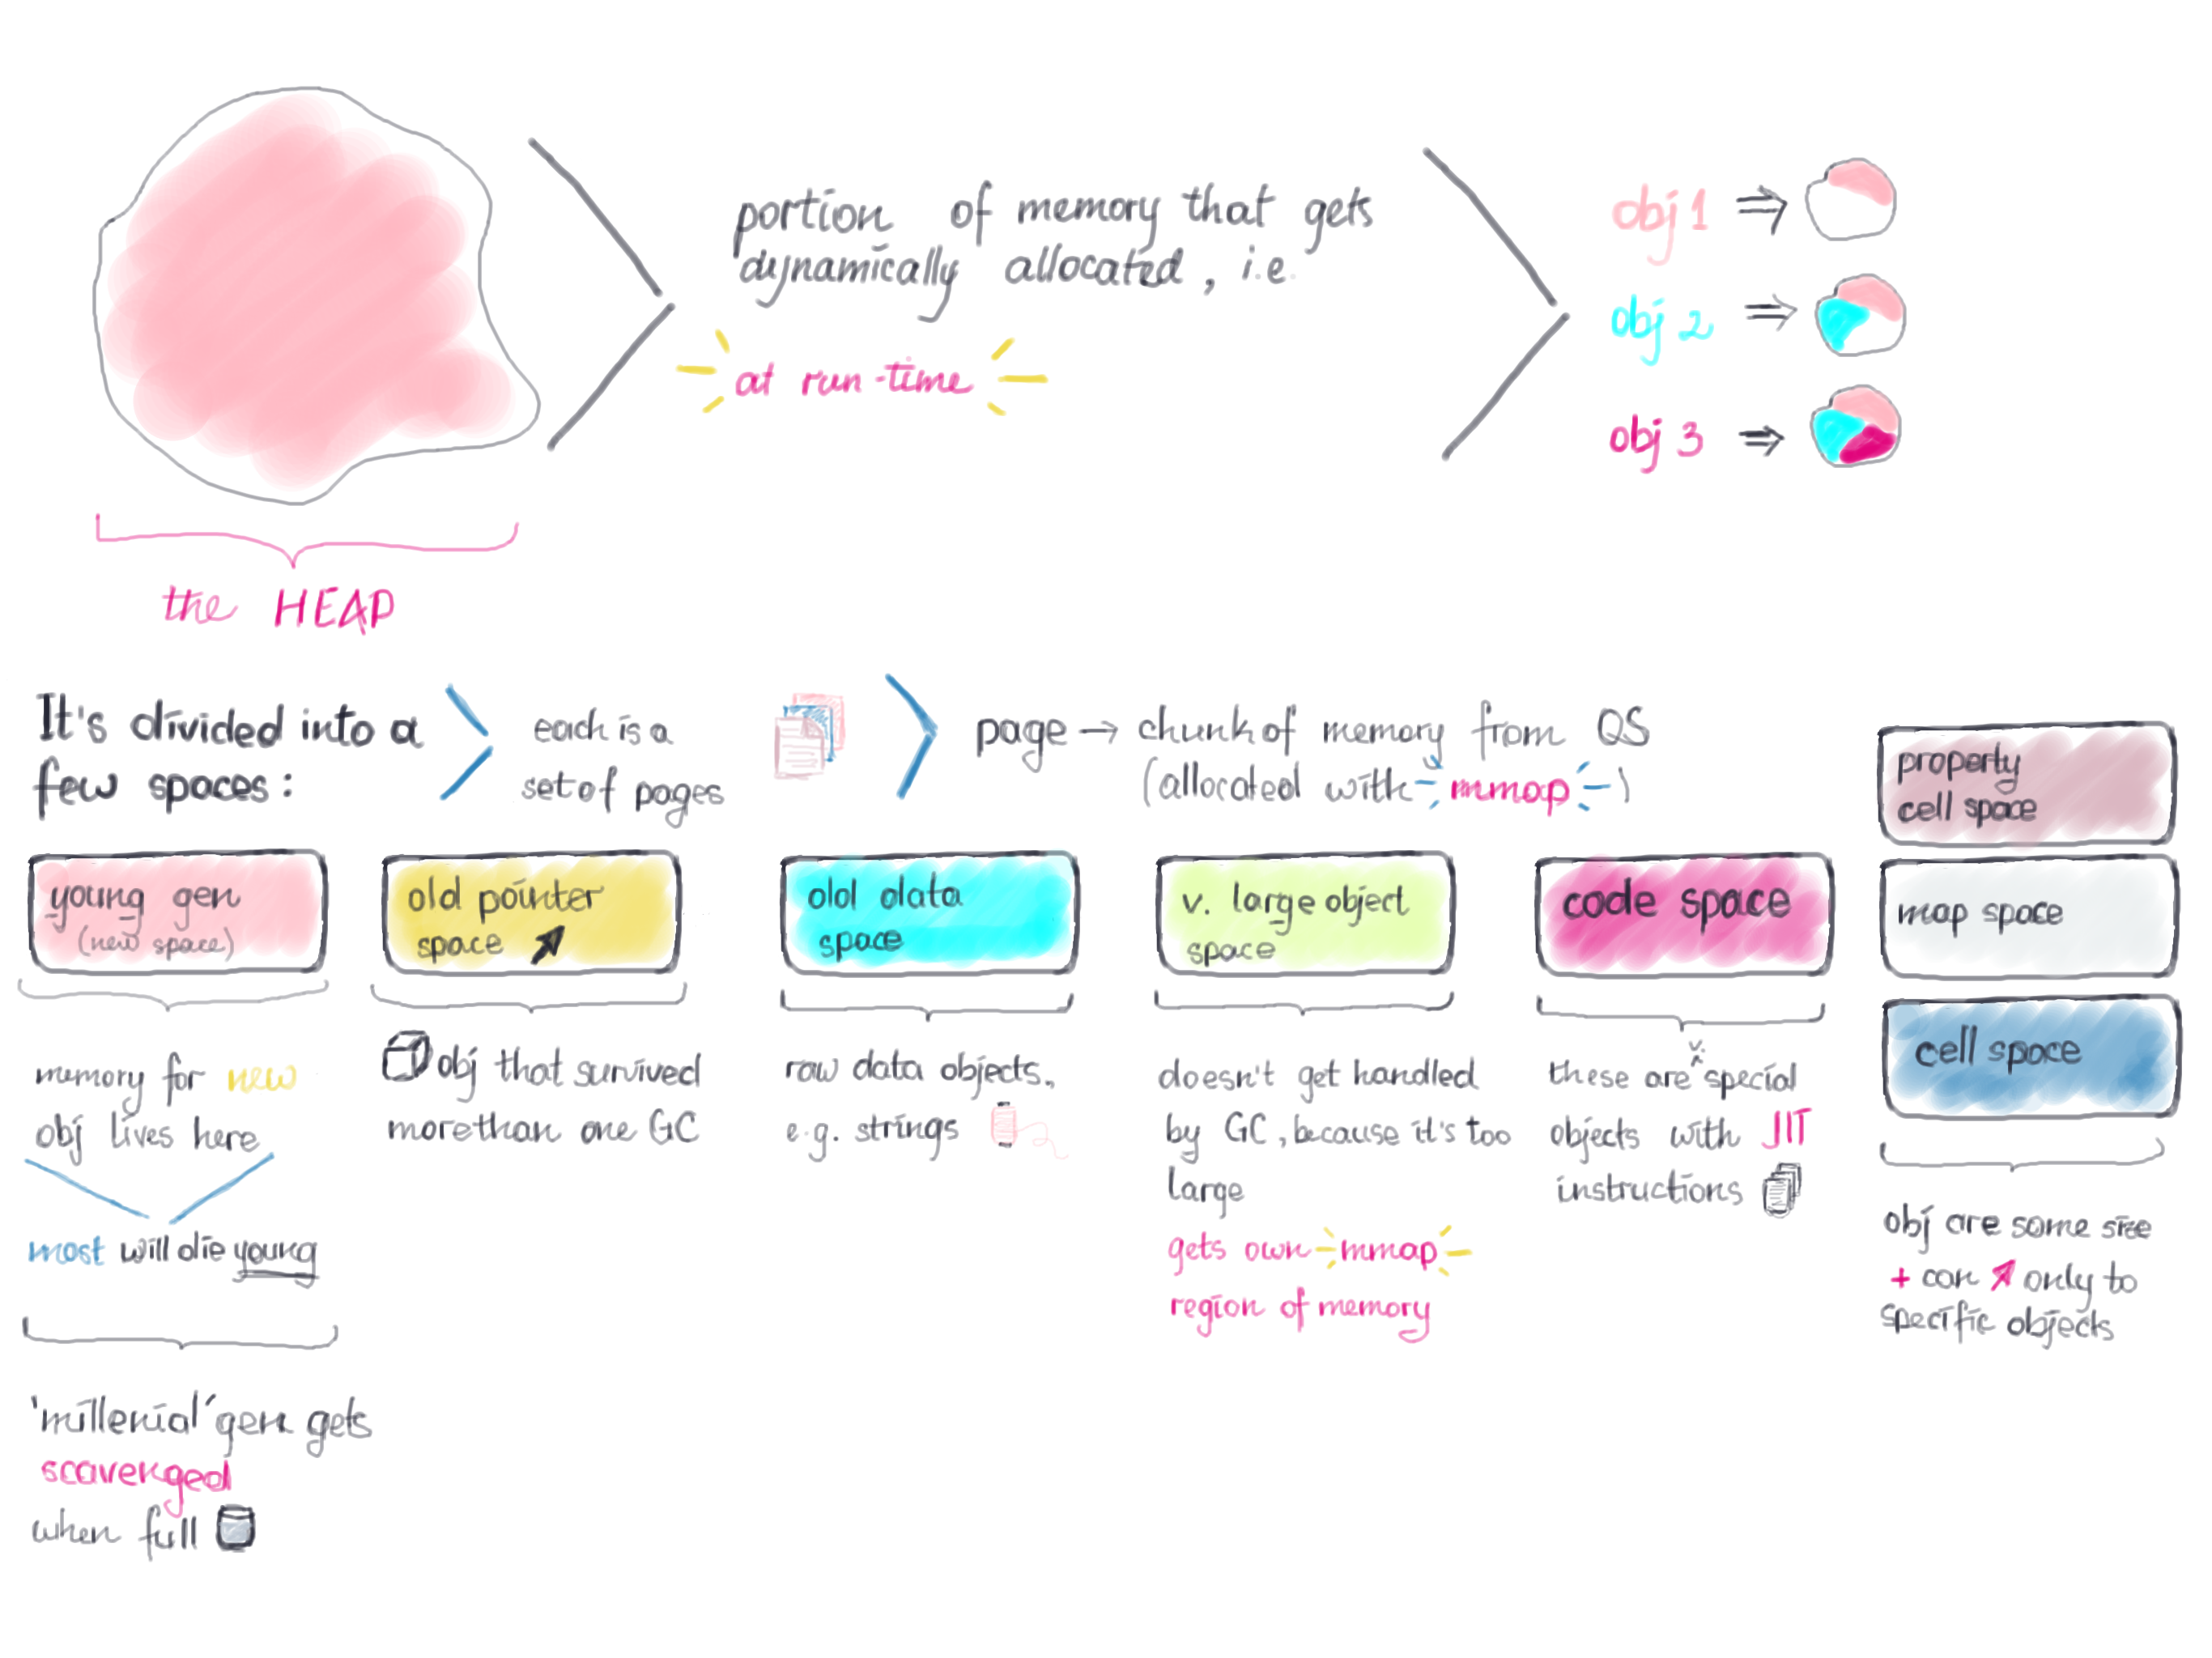 portion of memory that gets
dynamically allocated, i.e.
at run-time
obj 1 ⇒
obj 2 ⇒
obj 3 ⇒
the HEAP
It's divided into a
few spaces:
each is a
set of pages
page → chunk of memory from OS
(allocated with mmap)
young gen
(new space)
memory for new
obj lives here
most will die young
'millenial' gen gets
scavenged
when full
old pointer
space
obj that survived
more than one GC
old data
space
raw data objects,
e.g. strings
v. large object
space
doesn't get handled
by GC, because it's too
large
gets own mmap
region of memory
code space
these are v. special
objects with JIT
instructions
property
cell space
map space
cell space
obj are some size
+ can only to
specific objects